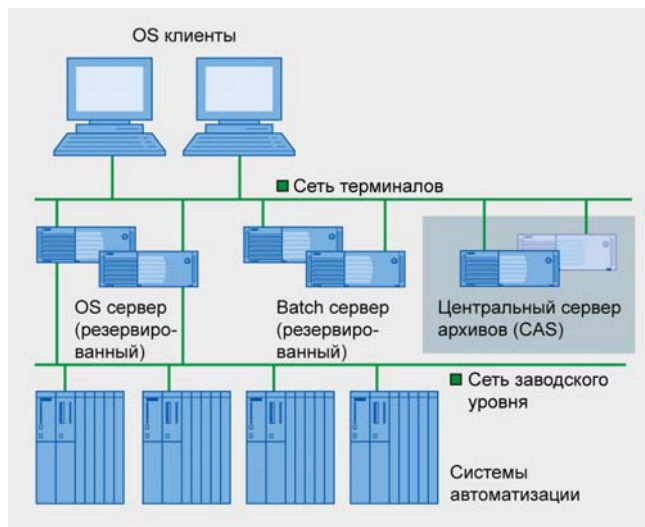 OS клиенты
Сеть терминалов
OS сервер
(резервиро-
ванный)
Batch сервер
(резервиро-
ванный)
Центральный сервер
архивов (CAS)
Сеть заводского
уровня
Системы
автоматизации